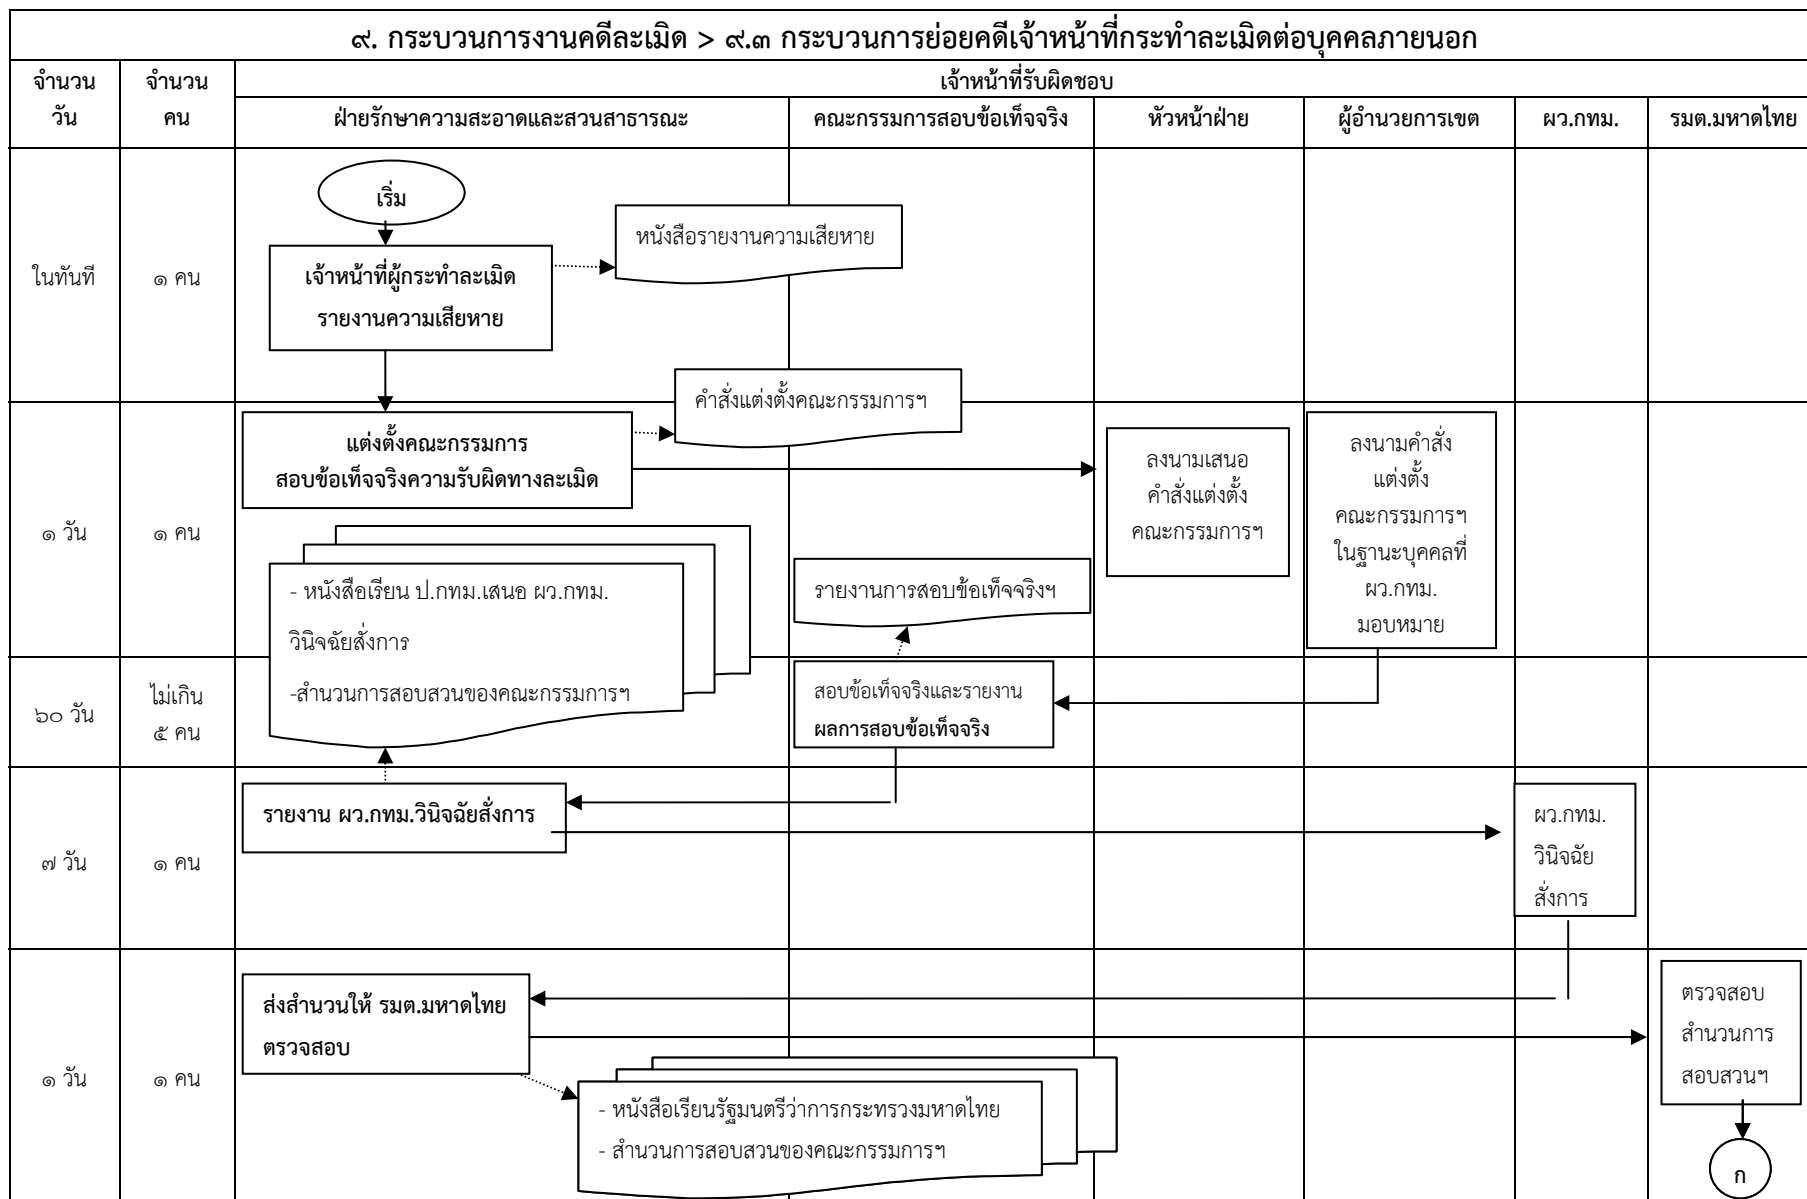 ๙. กระบวนการงานคดีละเมิด > ๙.๓ กระบวนการย่อยคดีเจ้าหน้าที่กระทำละเมิดต่อบุคคลภายนอก
จำนวน
วัน
จำนวน
คน
เจ้าหน้าที่รับผิดชอบ
ฝ่ายรักษาความสะอาดและสวนสาธารณะ
คณะกรรมการสอบข้อเท็จจริง
หัวหน้าฝ่าย
ผู้อำนวยการเขต
ผว.กทม.
รมต.มหาดไทย
ในทันที
๑ คน
เริ่ม
เจ้าหน้าที่ผู้กระทำละเมิด
รายงานความเสียหาย
หนังสือรายงานความเสียหาย
๑ วัน
๑ คน
แต่งตั้งคณะกรรมการ
สอบข้อเท็จจริงความรับผิดทางละเมิด
คำสั่งแต่งตั้งคณะกรรมการฯ
ลงนามเสนอ
คำสั่งแต่งตั้ง
คณะกรรมการฯ
ลงนามคำสั่ง
แต่งตั้ง
คณะกรรมการฯ
ในฐานะบุคคลที่
ผว.กทม.
มอบหมาย
- หนังสือเรียน ป.กทม.เสนอ ผว.กทม.
วินิจฉัยสั่งการ
-สำนวนการสอบสวนของคณะกรรมการฯ
รายงานการสอบข้อเท็จจริงฯ
๖๐ วัน
ไม่เกิน
๕ คน
สอบข้อเท็จจริงและรายงาน
ผลการสอบข้อเท็จจริง
๗ วัน
๑ คน
รายงาน ผว.กทม.วินิจฉัยสั่งการ
ผว.กทม.
วินิจฉัย
สั่งการ
๑ วัน
๑ คน
ส่งสำนวนให้ รมต.มหาดไทย
ตรวจสอบ
- หนังสือเรียนรัฐมนตรีว่าการกระทรวงมหาดไทย
- สำนวนการสอบสวนของคณะกรรมการฯ
ตรวจสอบ
สำนวนการ
สอบสวนฯ
ก